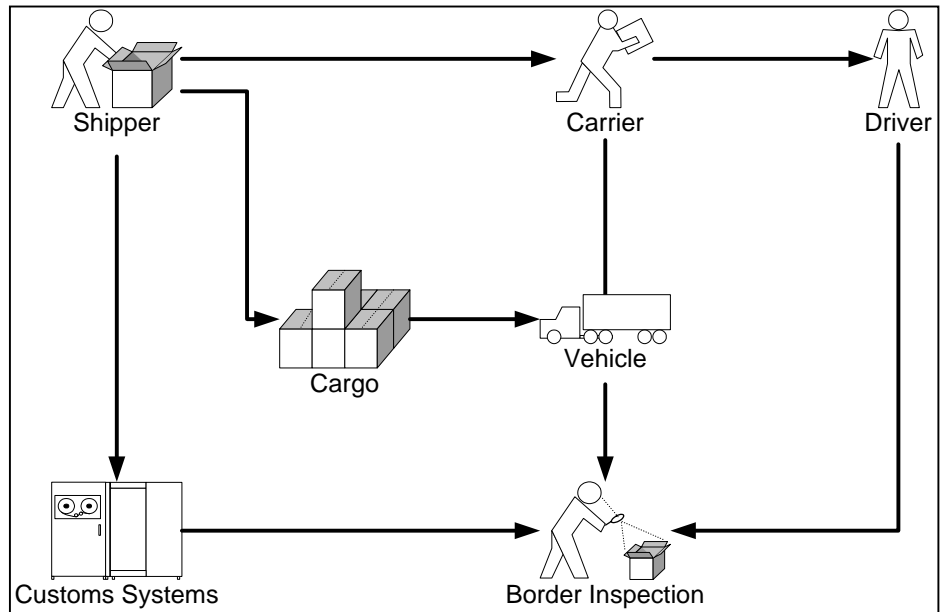 Shipper
Carrier
Driver
Cargo
Vehicle
Customs Systems
Border Inspection